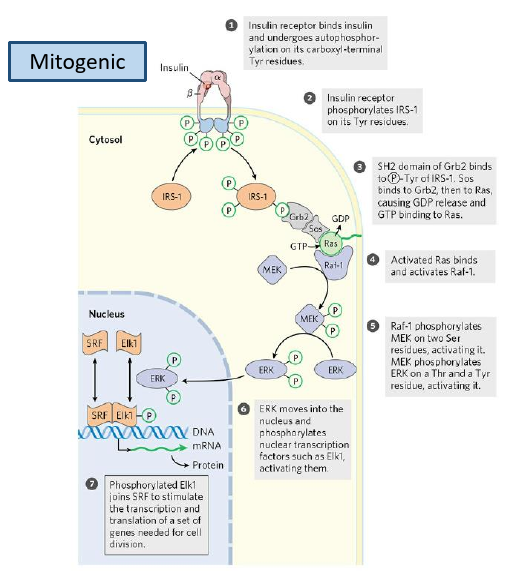 Mitogenic
1 Insulin receptor binds insulin
and undergoes autophosphor-
ylation on its carboxyl-terminal
Tyr residues.
Insulin
α
β
2 Insulin receptor
phosphorylates IRS-1
on its Tyr residues.
P P
P P P P
Cytosol
3 SH2 domain of Grb2 binds
to P-Tyr of IRS-1. Sos
binds to Grb2, then to Ras,
causing GDP release and
GTP binding to Ras.
IRS-1
P
P
IRS-1
P
Grb2
Sos
GDP
GTP
Ras
Raf-1
4 Activated Ras binds
and activates Raf-1.
MEK
MEK
P
P
5 Raf-1 phosphorylates
MEK on two Ser
residues, activating it.
MEK phosphorylates
ERK on a Thr and a Tyr
residue, activating it.
ERK
P
P
ERK
Nucleus
SRF Elk1
P
ERK
P
SRF Elk1 P
DNA
mRNA
Protein
6 ERK moves into the
nucleus and
phosphorylates
nuclear transcription
factors such as Elk1,
activating them.
7 Phosphorylated Elk1
joins SRF to stimulate
the transcription and
translation of a set of
genes needed for cell
division.